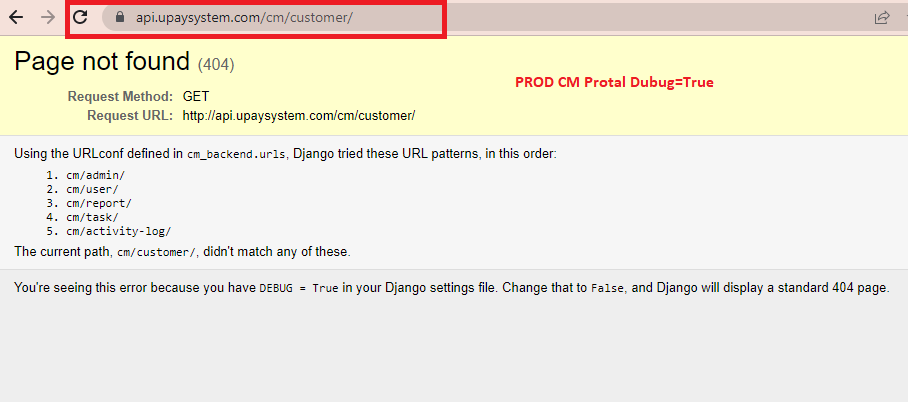 api.upaysystem.com/cm/customer/
Page not found (404)
PROD CM Protal Dubug=True
Request Method: GET
Request URL: http://api.upaysystem.com/cm/customer/
Using the URLconf defined in cm_backend.urls, Django tried these URL patterns, in this order:
1. cm/admin/
2. cm/user/
3. cm/report/
4. cm/task/
5. cm/activity-log/
The current path, cm/customer/, didn't match any of these.
You're seeing this error because you have DEBUG = True in your Django settings file. Change that to False, and Django will display a standard 404 page.